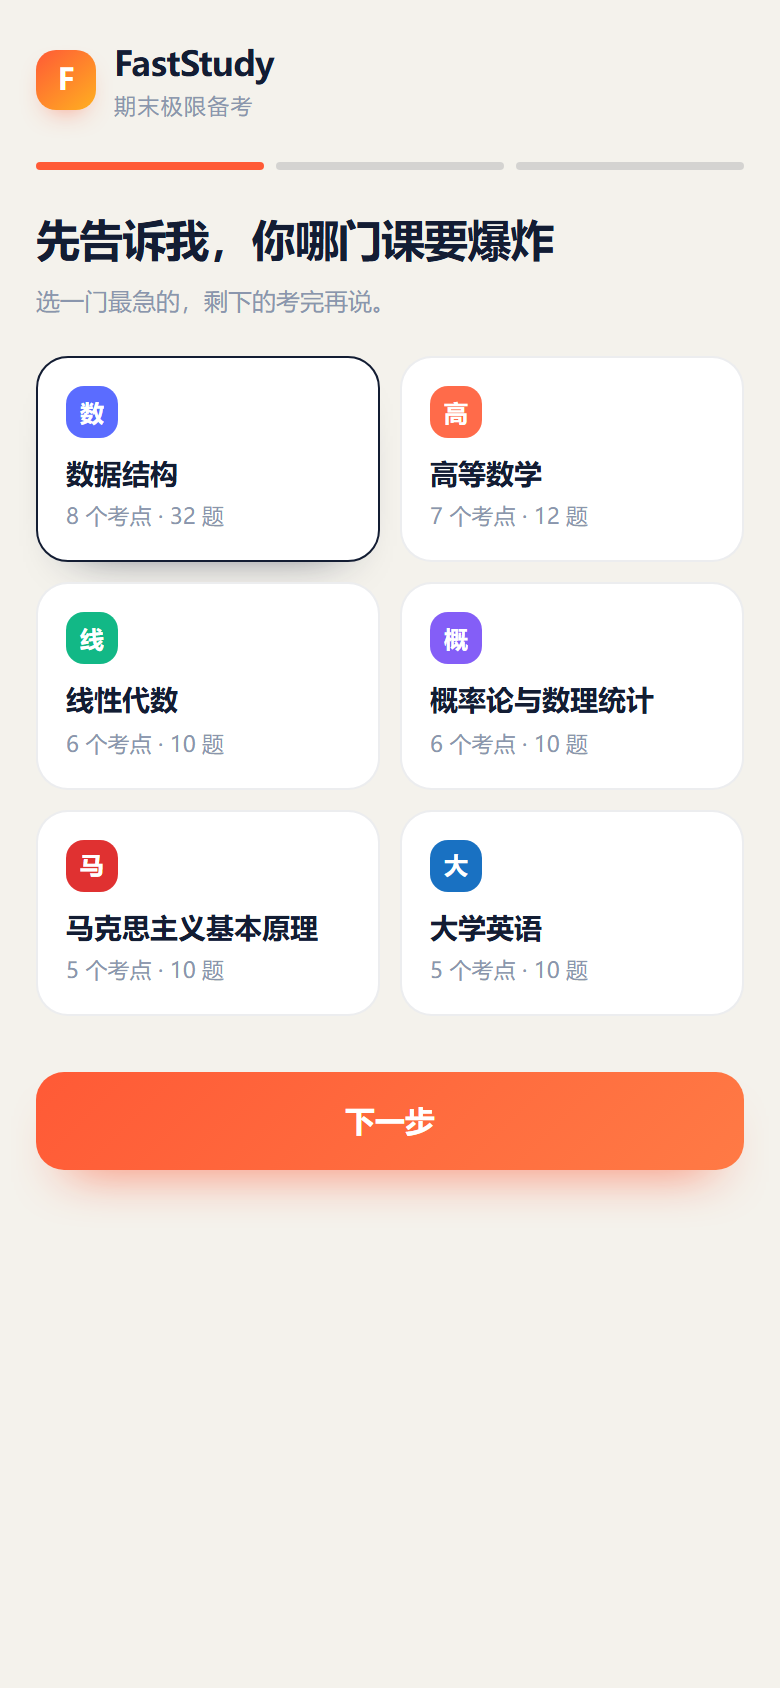 F
FastStudy
期末极限备考
先告诉我，你哪门课要爆炸
选一门最急的，剩下的考完再说。
数
数据结构
8 个考点 · 32 题
高
高等数学
7 个考点 · 12 题
线
线性代数
6 个考点 · 10 题
概
概率论与数理统计
6 个考点 · 10 题
马
马克思主义基本原理
5 个考点 · 10 题
大
大学英语
5 个考点 · 10 题
下一步